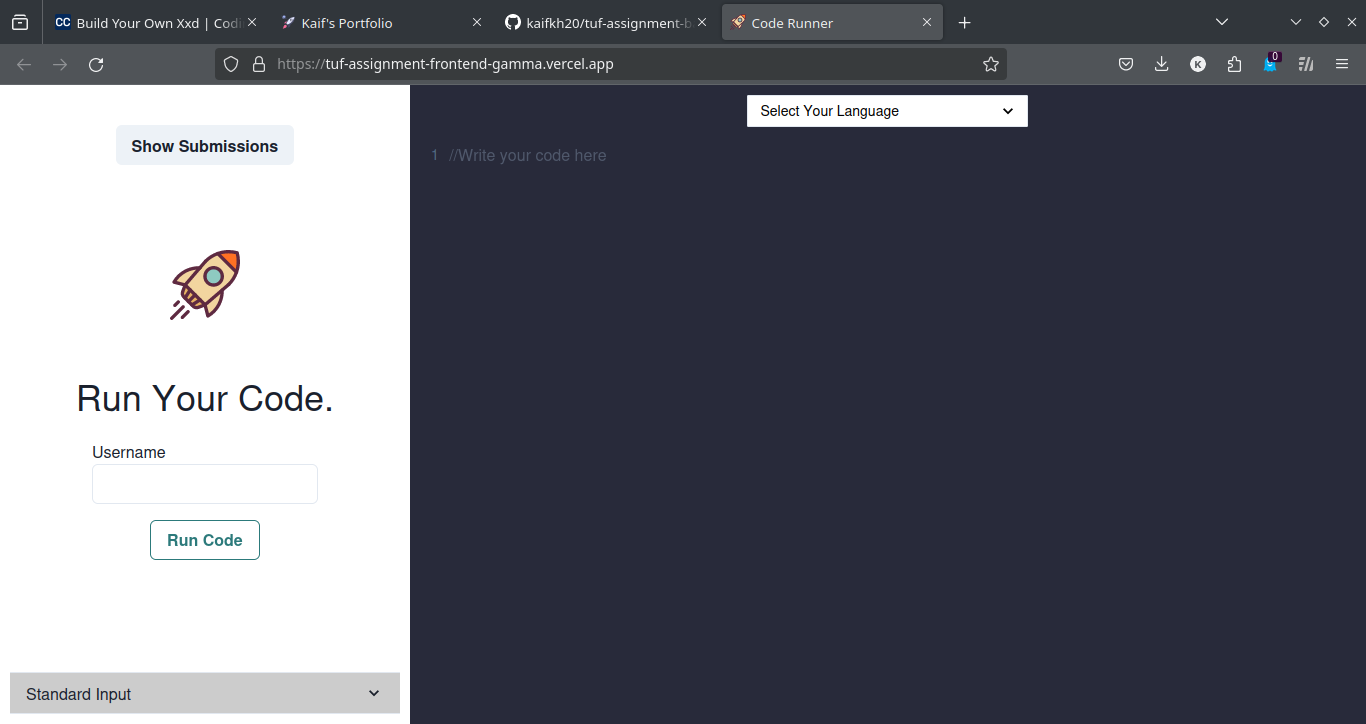 CC Build Your Own Xxd | Codi
Kaif's Portfolio
kaifkh20/tuf-assignment-b
Code Runner
https://tuf-assignment-frontend-gamma.vercel.app
K
0
Show Submissions
Select Your Language
1 //Write your code here
Run Your Code.
Username
Run Code
Standard Input